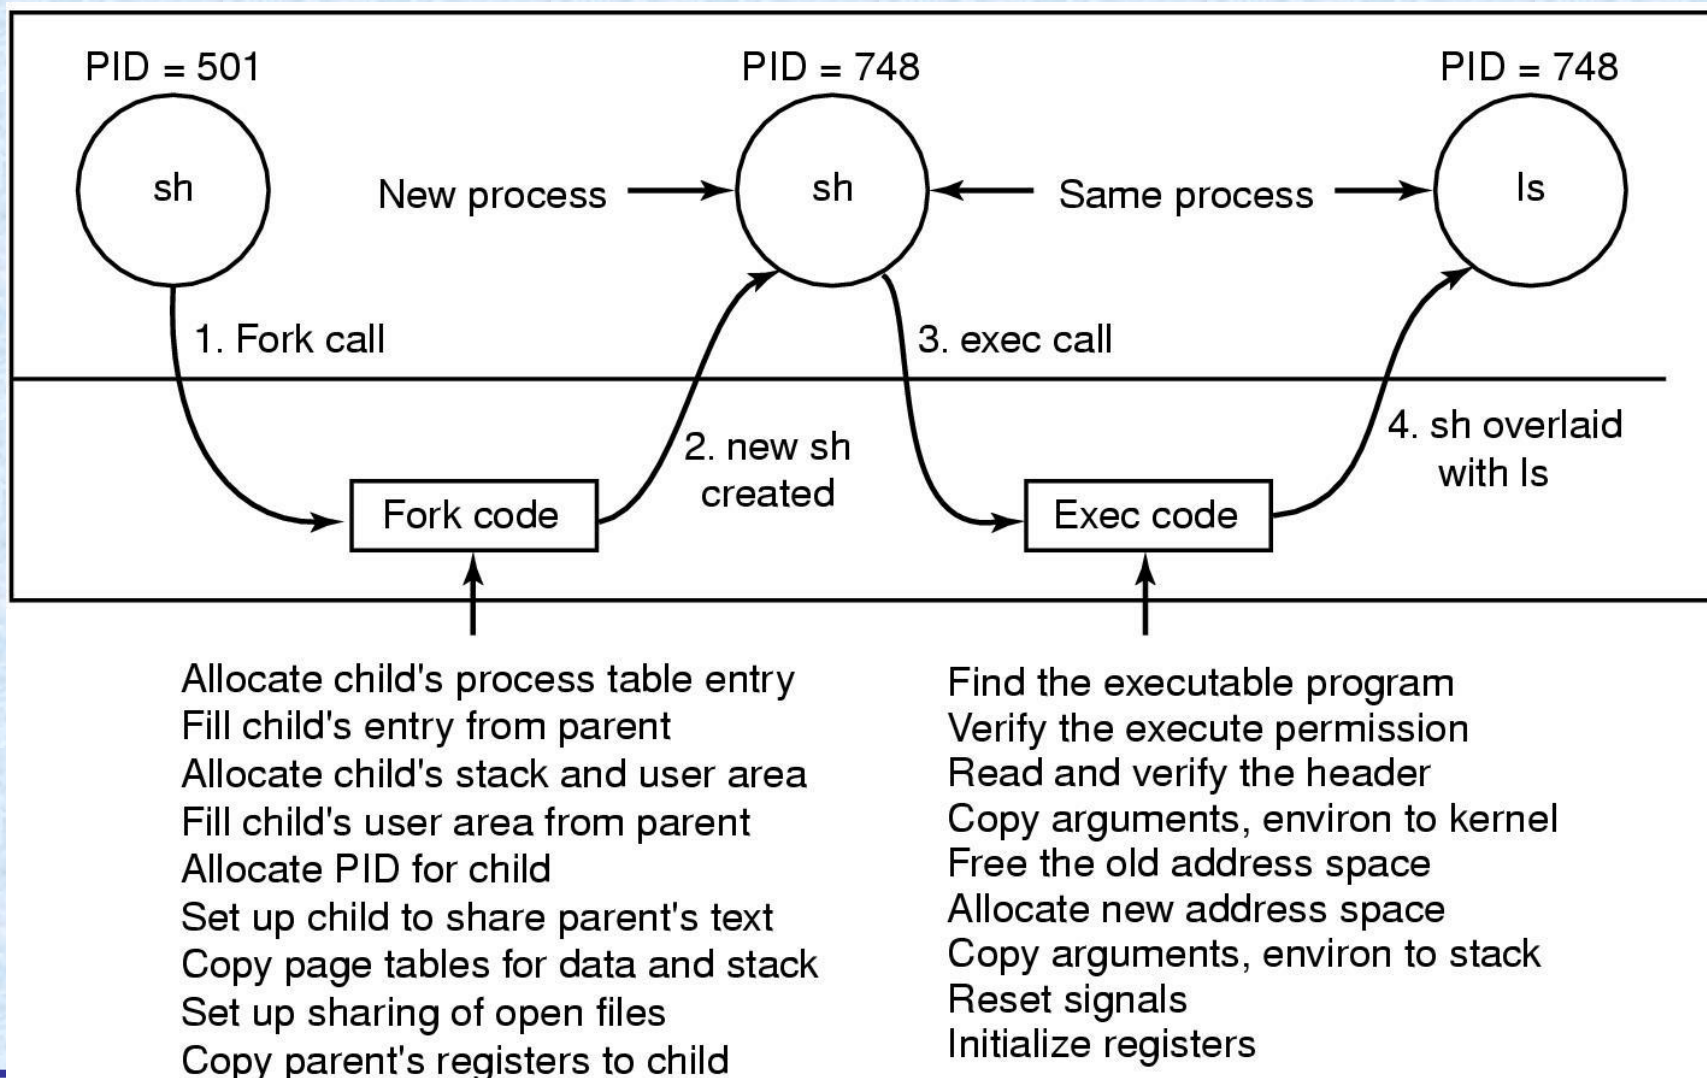 PID = 501
PID = 748
PID = 748
sh
New process
sh
Same process
ls
1. Fork call
3. exec call
2. new sh
created
4. sh overlaid
with ls
Fork code
Exec code
Allocate child's process table entry
Fill child's entry from parent
Allocate child's stack and user area
Fill child's user area from parent
Allocate PID for child
Set up child to share parent's text
Copy page tables for data and stack
Set up sharing of open files
Copy parent's registers to child
Find the executable program
Verify the execute permission
Read and verify the header
Copy arguments, environ to kernel
Free the old address space
Allocate new address space
Copy arguments, environ to stack
Reset signals
Initialize registers